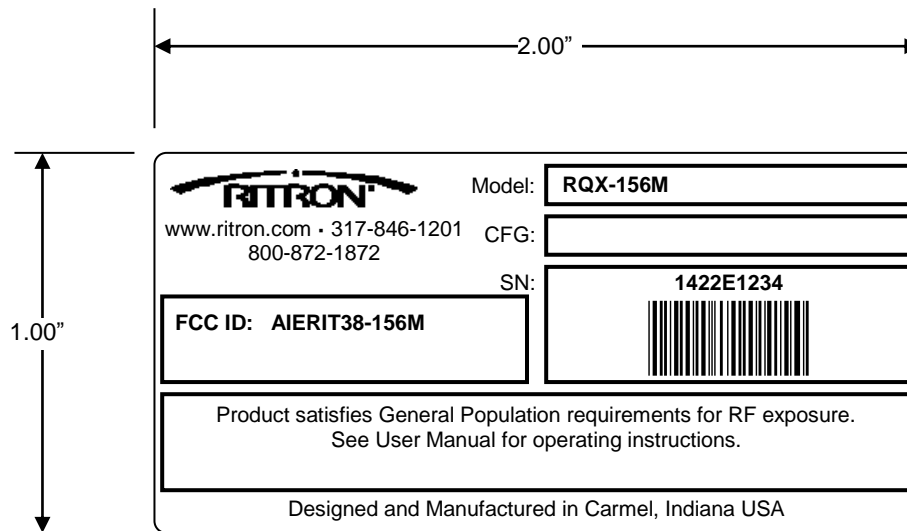 2.00”
1.00”
RITRON
www.ritron.com · 317-846-1201
800-872-1872
Model: RQX-156M
CFG:
SN: 1422E1234
FCC ID: AIERIT38-156M
Product satisfies General Population requirements for RF exposure.
See User Manual for operating instructions.
Designed and Manufactured in Carmel, Indiana USA